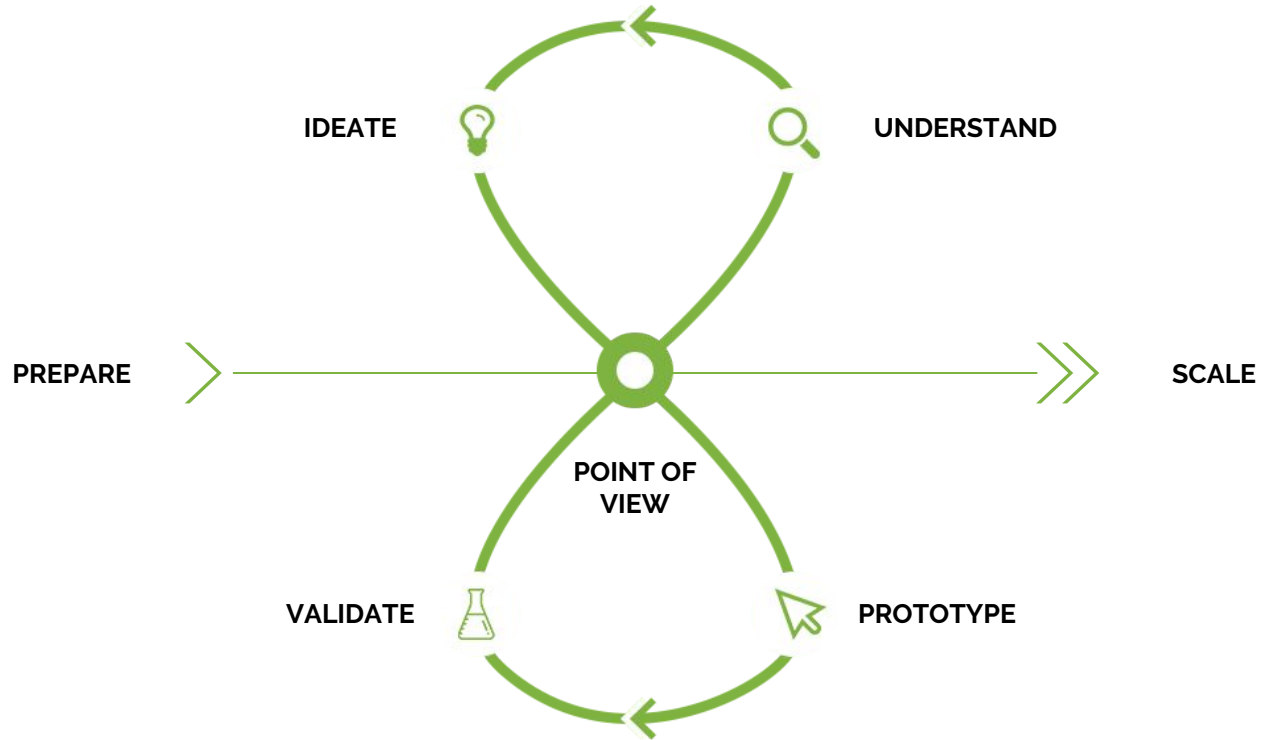 IDEATE
UNDERSTAND
PREPARE
SCALE
POINT OF
VIEW
VALIDATE
PROTOTYPE